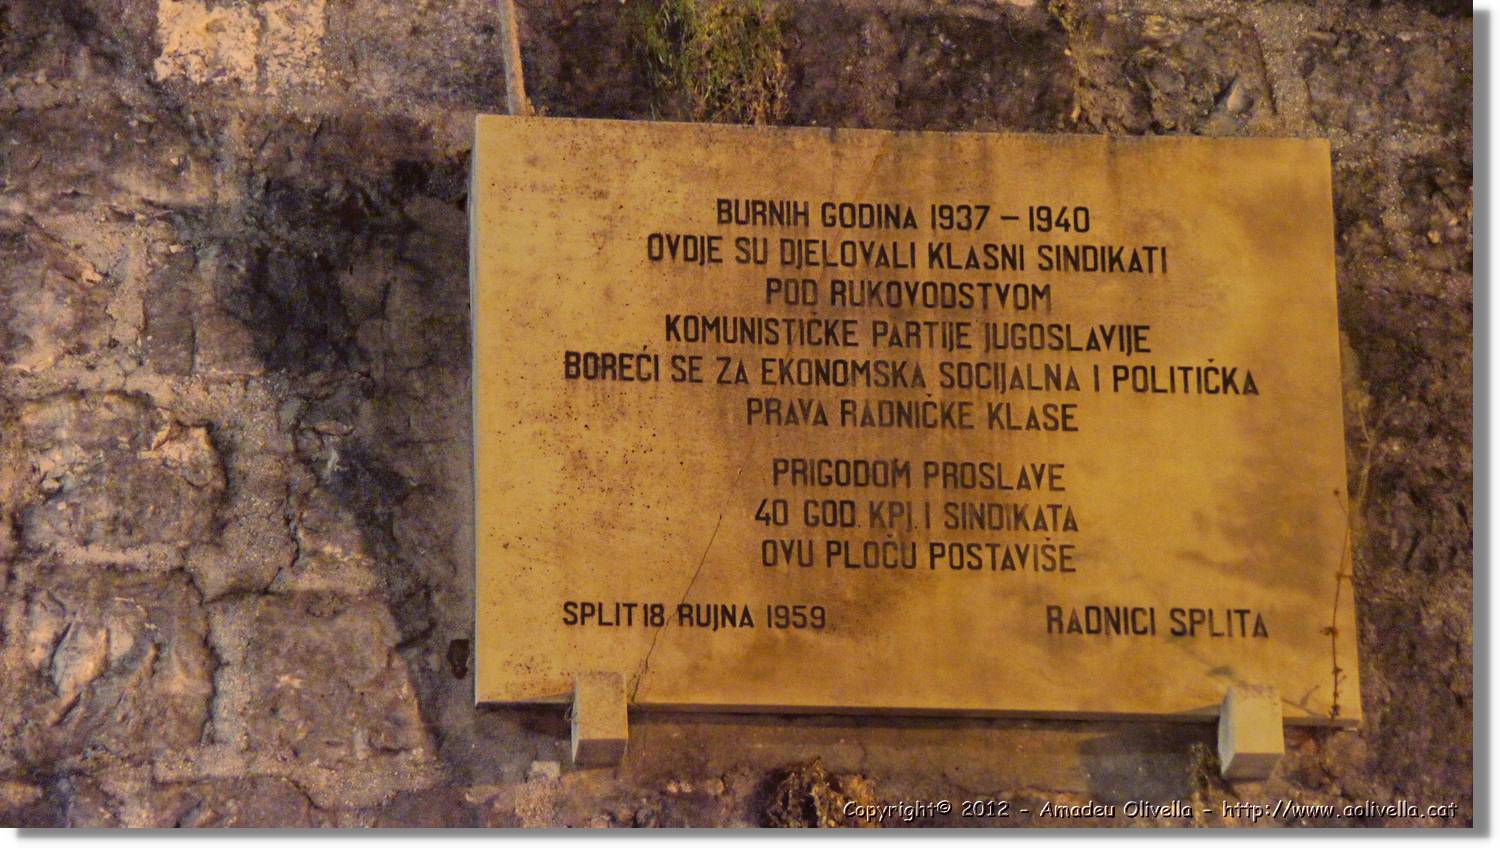 BURNIH GODINA 1937 – 1940
OVDJE SU DJELOVALI KLASNI SINDIKATI
POD RUKOVODSTVOM
KOMUNISTIČKE PARTIJE JUGOSLAVIJE
BOREĆI SE ZA EKONOMSKA SOCIJALNA I POLITIČKA
PRAVA RADNIČKE KLASE
PRIGODOM PROSLAVE
40 GOD. KPJ. I SINDIKATA
OVU PLOČU POSTAVIŠE
SPLIT 18 RUJNA 1959
RADNICI SPLITA
Copyright© 2012 - Amadeu Olivella - http://www.aolivella.cat